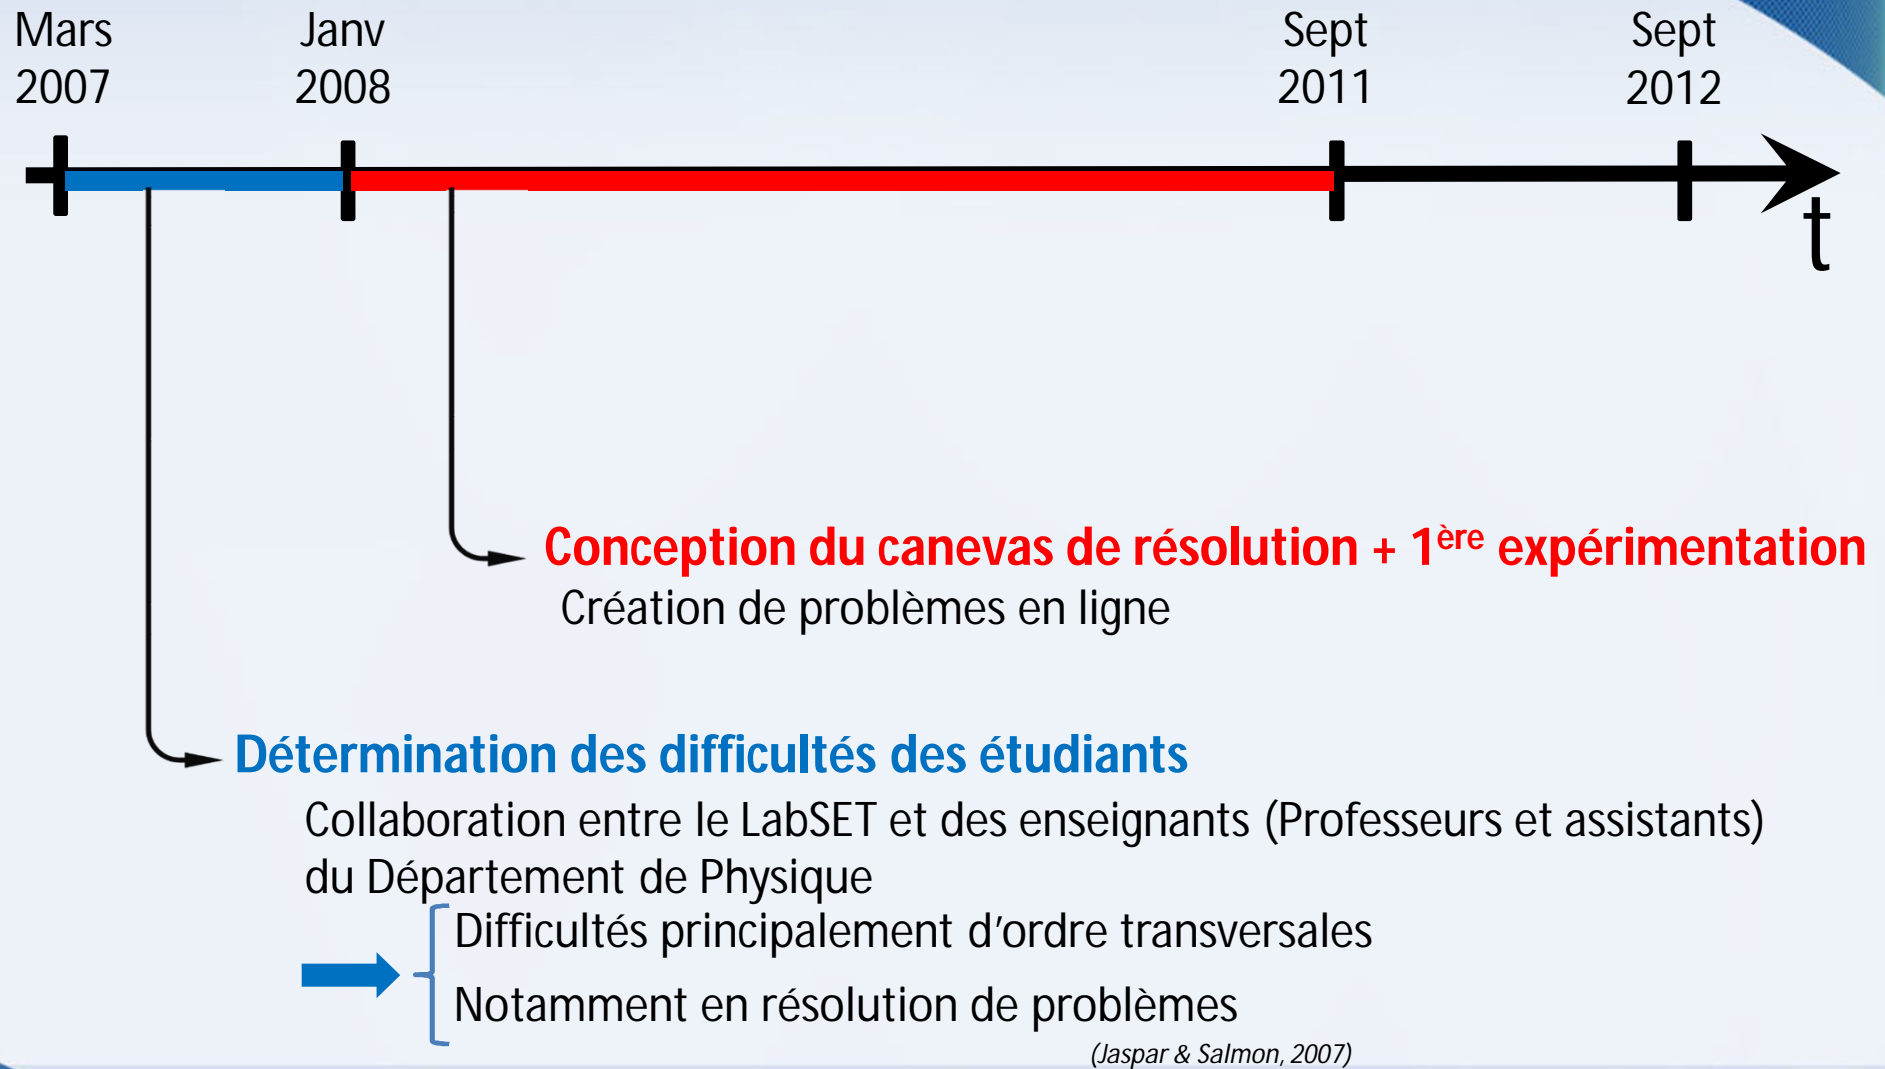 Mars
2007
Janv
2008
Sept
2011
Sept
2012
t
Conception du canevas de résolution + 1ère expérimentation
Création de problèmes en ligne
Détermination des difficultés des étudiants
Collaboration entre le LabSET et des enseignants (Professeurs et assistants)
du Département de Physique
Difficultés principalement d’ordre transversales
Notamment en résolution de problèmes
(Jaspar & Salmon, 2007)